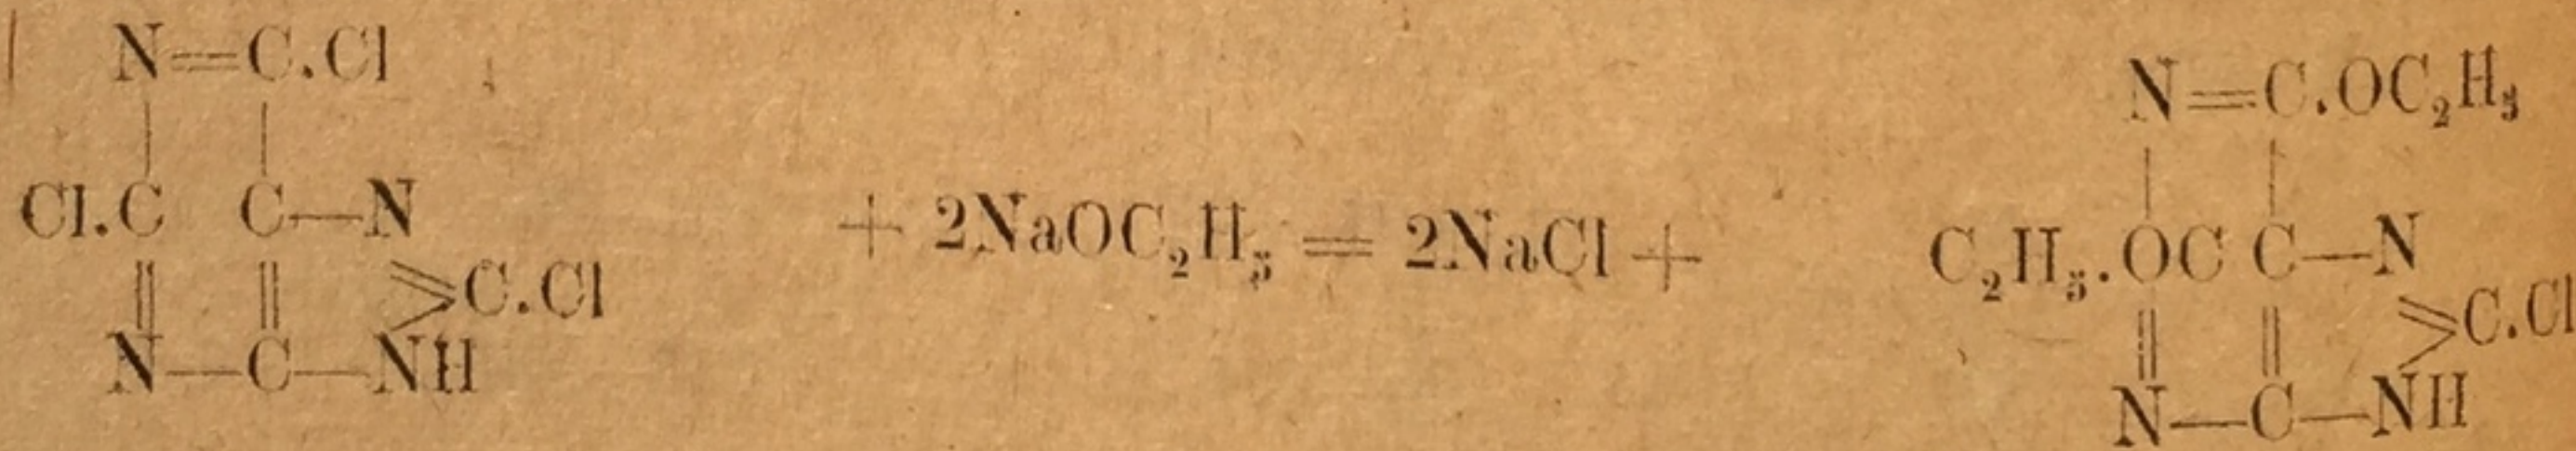 N=C.Cl
N=C.OC₂H₅
Cl.C C—N
+ 2NaOC₂H₅ = 2NaCl +
C₂H₅.OC C—N
C.Cl
C.Cl
N—C—NH
N—C—NH